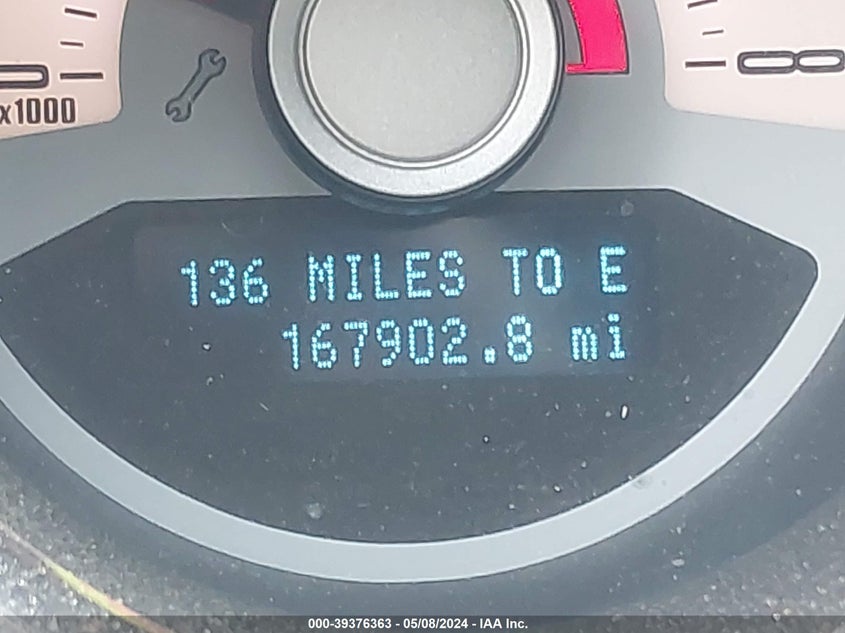 x1000
136 MILES TO E
167902.8 mi
000-39376363 - 05/08/2024 - IAA Inc.